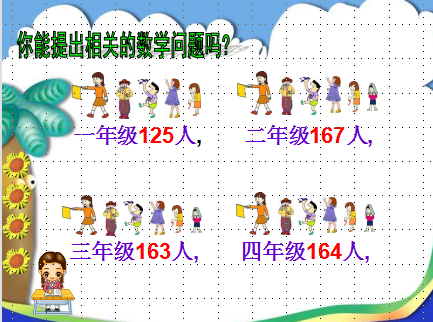 你能提出相关的数学问题吗?
一年级125人,
二年级167人,
三年级163人,
四年级164人,